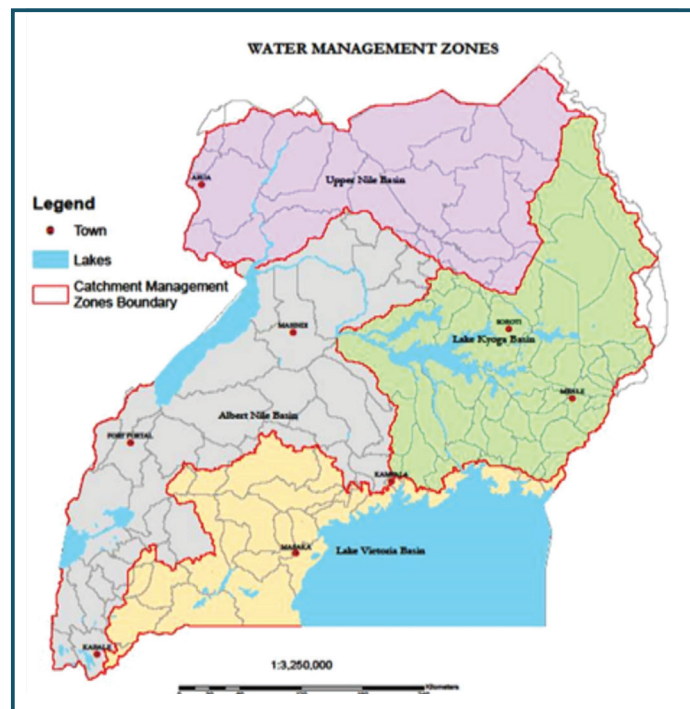 WATER MANAGEMENT ZONES
ARUA
Upper Nile Basin
Legend
Town
Lakes
Catchment Management
Zones Boundary
MASINDI
SOROTI
Lake Kyoga Basin
MBALE
Albert Nile Basin
FORT PORTAL
KAMPALA
MASAKA
Lake Victoria Basin
KABALE
1:3,250,000
Kilometers